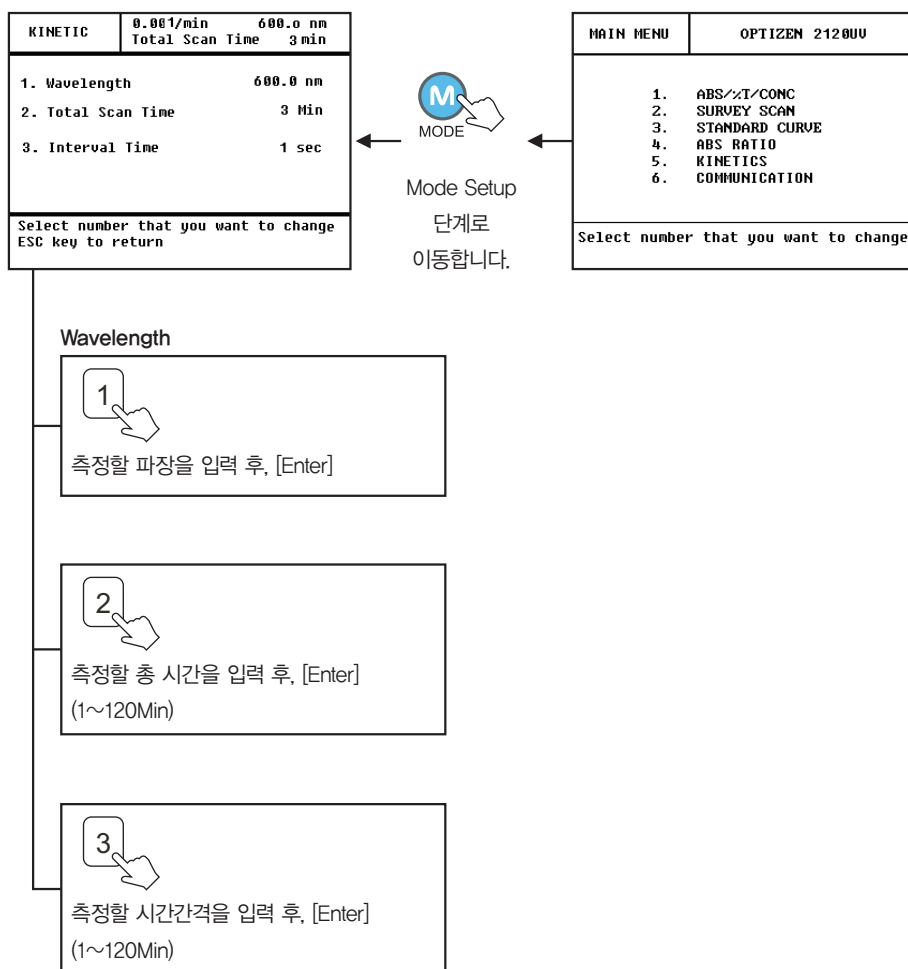 KINETIC
0.001/min 600.o nm
Total Scan Time 3 min
1. Wavelength 600.0 nm
2. Total Scan Time 3 Min
3. Interval Time 1 sec
Select number that you want to change
ESC key to return
M
MODE
Mode Setup
단계로
이동합니다.
MAIN MENU
OPTIZEN 2120UV
1. ABS/%T/CONC
2. SURVEY SCAN
3. STANDARD CURVE
4. ABS RATIO
5. KINETICS
6. COMMUNICATION
Select number that you want to change
Wavelength
1
측정할 파장을 입력 후, [Enter]
2
측정할 총 시간을 입력 후, [Enter]
(1～120Min)
3
측정할 시간간격을 입력 후, [Enter]
(1～120Min)